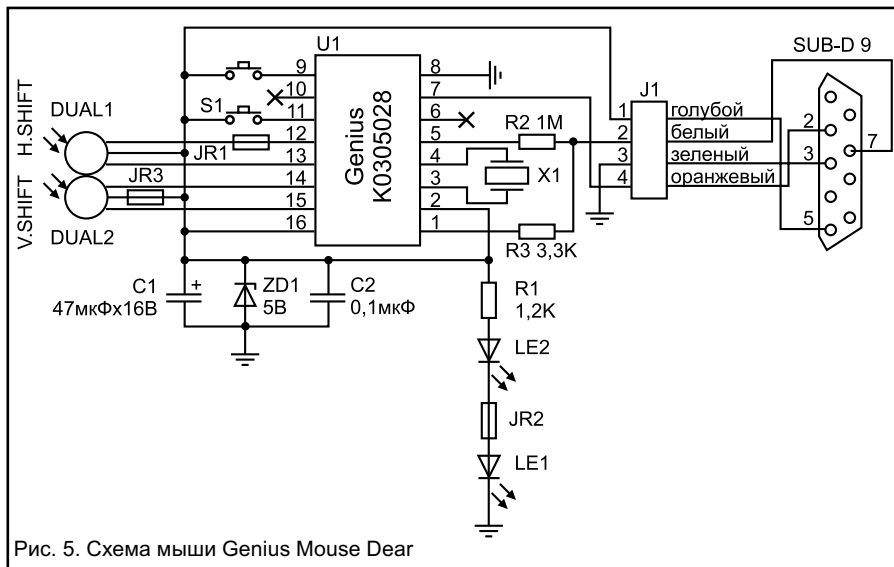 U1
SUB-D 9
J1
H.SHIFT
V.SHIFT
DUAL1
DUAL2
S1
JR1
JR3
9
10
11
12
13
14
15
16
Genius
K0305028
8
7
6
5
4
3
2
1
R2 1M
X1
R3 3,3K
1
2
3
4
голубой
белый
зеленый
оранжевый
2
3
5
7
C1
+
47мкФх16В
ZD1
5В
C2
0,1мкФ
R1
1,2K
LE2
JR2
LE1
Рис. 5. Схема мыши Genius Mouse Dear